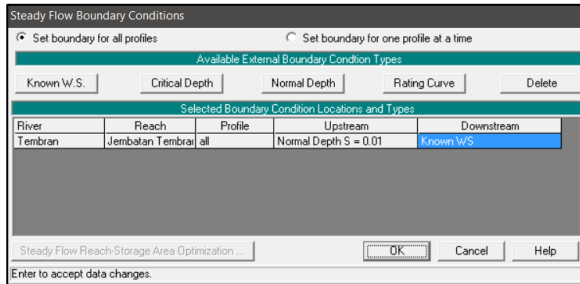 Steady Flow Boundary Conditions
Set boundary for all profiles Set boundary for one profile at a time
Available External Boundary Condtion Types
Known W.S. Critical Depth Normal Depth Rating Curve Delete
Selected Boundary Condition Locations and Types
River Reach Profile Upstream Downstream
Tembran Jembatan Tembrai all Normal Depth S = 0.01 Known WS
Steady Flow Reach-Storage Area Optimization ... OK Cancel Help
Enter to accept data changes.